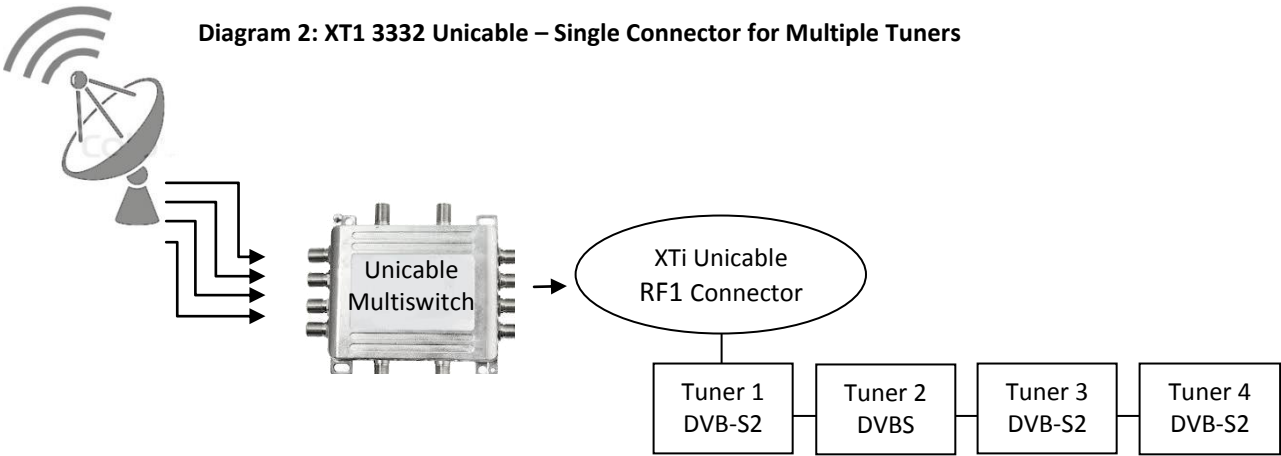 Diagram 2: XT1 3332 Unicable – Single Connector for Multiple Tuners
Unicable
Multiswitch
XTi Unicable
RF1 Connector
Tuner 1
DVB-S2
Tuner 2
DVBS
Tuner 3
DVB-S2
Tuner 4
DVB-S2